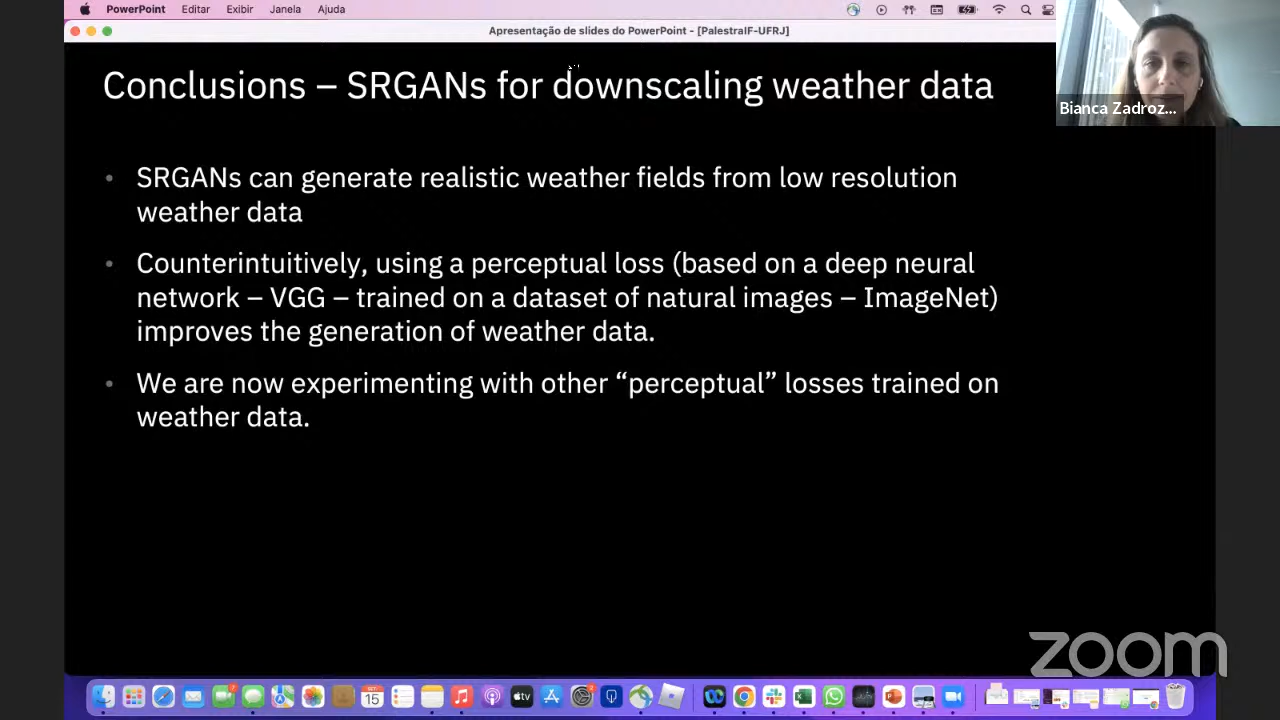 PowerPoint Editar Exibir Janela Ajuda
Apresentação de slides do PowerPoint - [PalestraIF-UFRJ]
Conclusions – SRGANs for downscaling weather data
Bianca Zadroz...
• SRGANs can generate realistic weather fields from low resolution
weather data
• Counterintuitively, using a perceptual loss (based on a deep neural
network – VGG – trained on a dataset of natural images – ImageNet)
improves the generation of weather data.
• We are now experimenting with other “perceptual” losses trained on
weather data.
zoom
15
tv